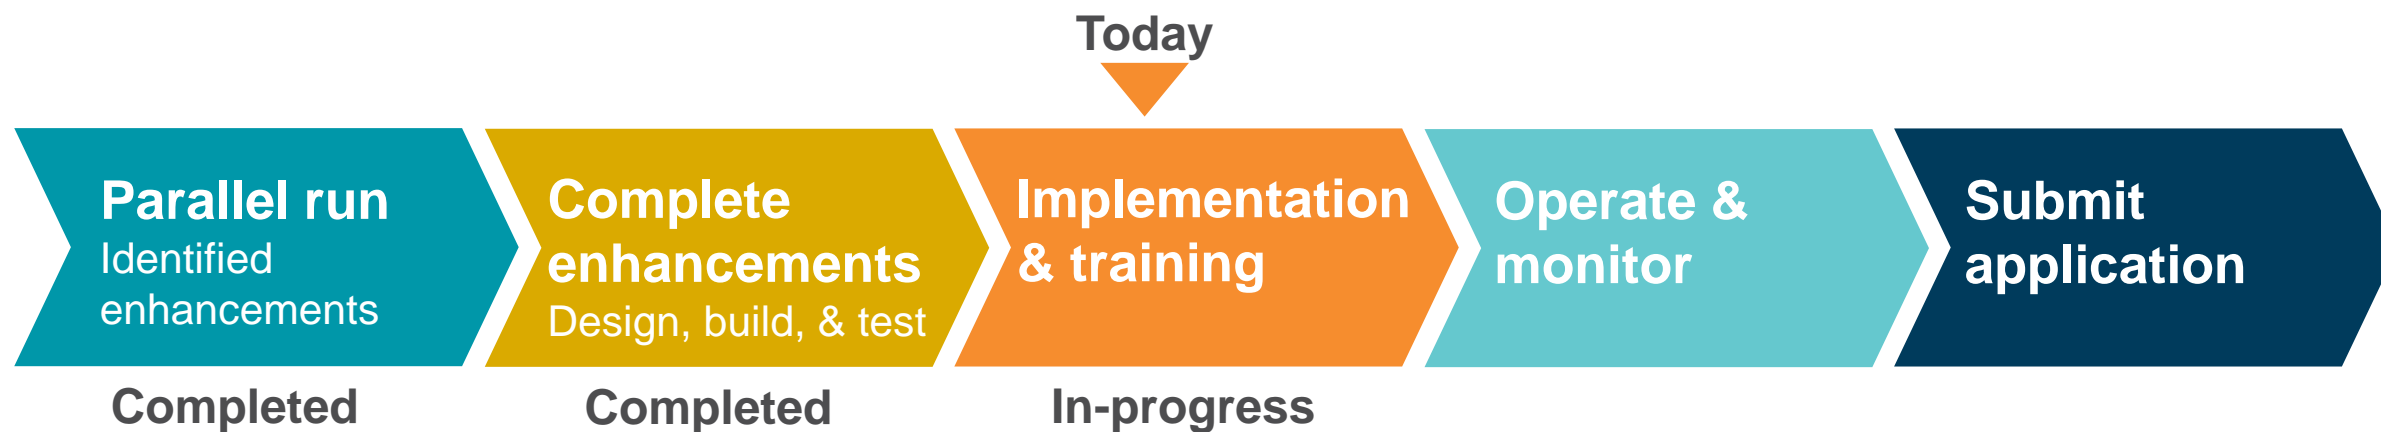 Today
Parallel run
Identified
enhancements
Complete
enhancements
Design, build, & test
Implementation
& training
Operate &
monitor
Submit
application
Completed
Completed
In-progress